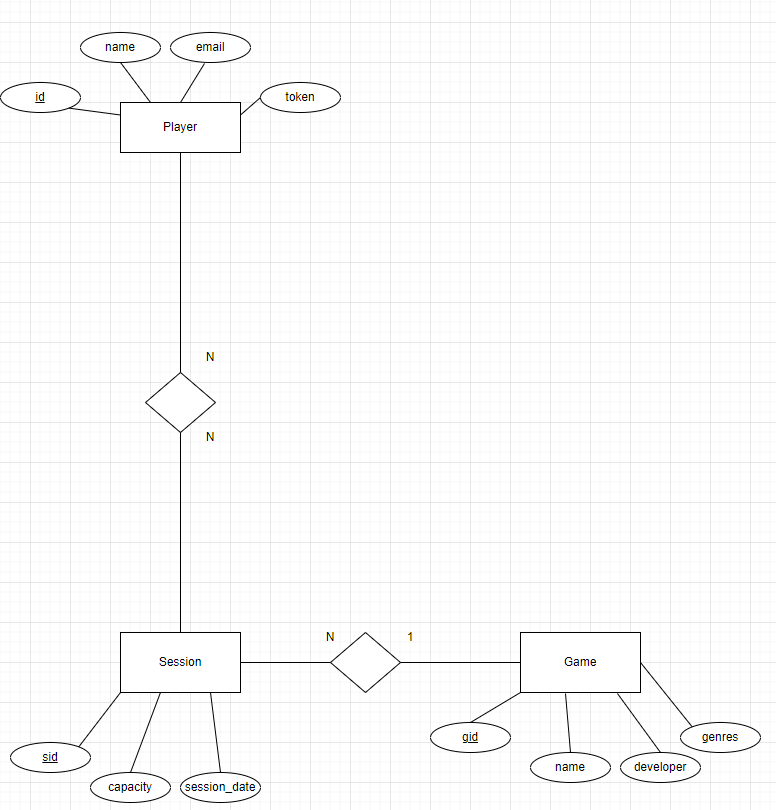 name
email
id
token
Player
N
N
N
1
Session
Game
gid
genres
sid
name
developer
capacity
session_date